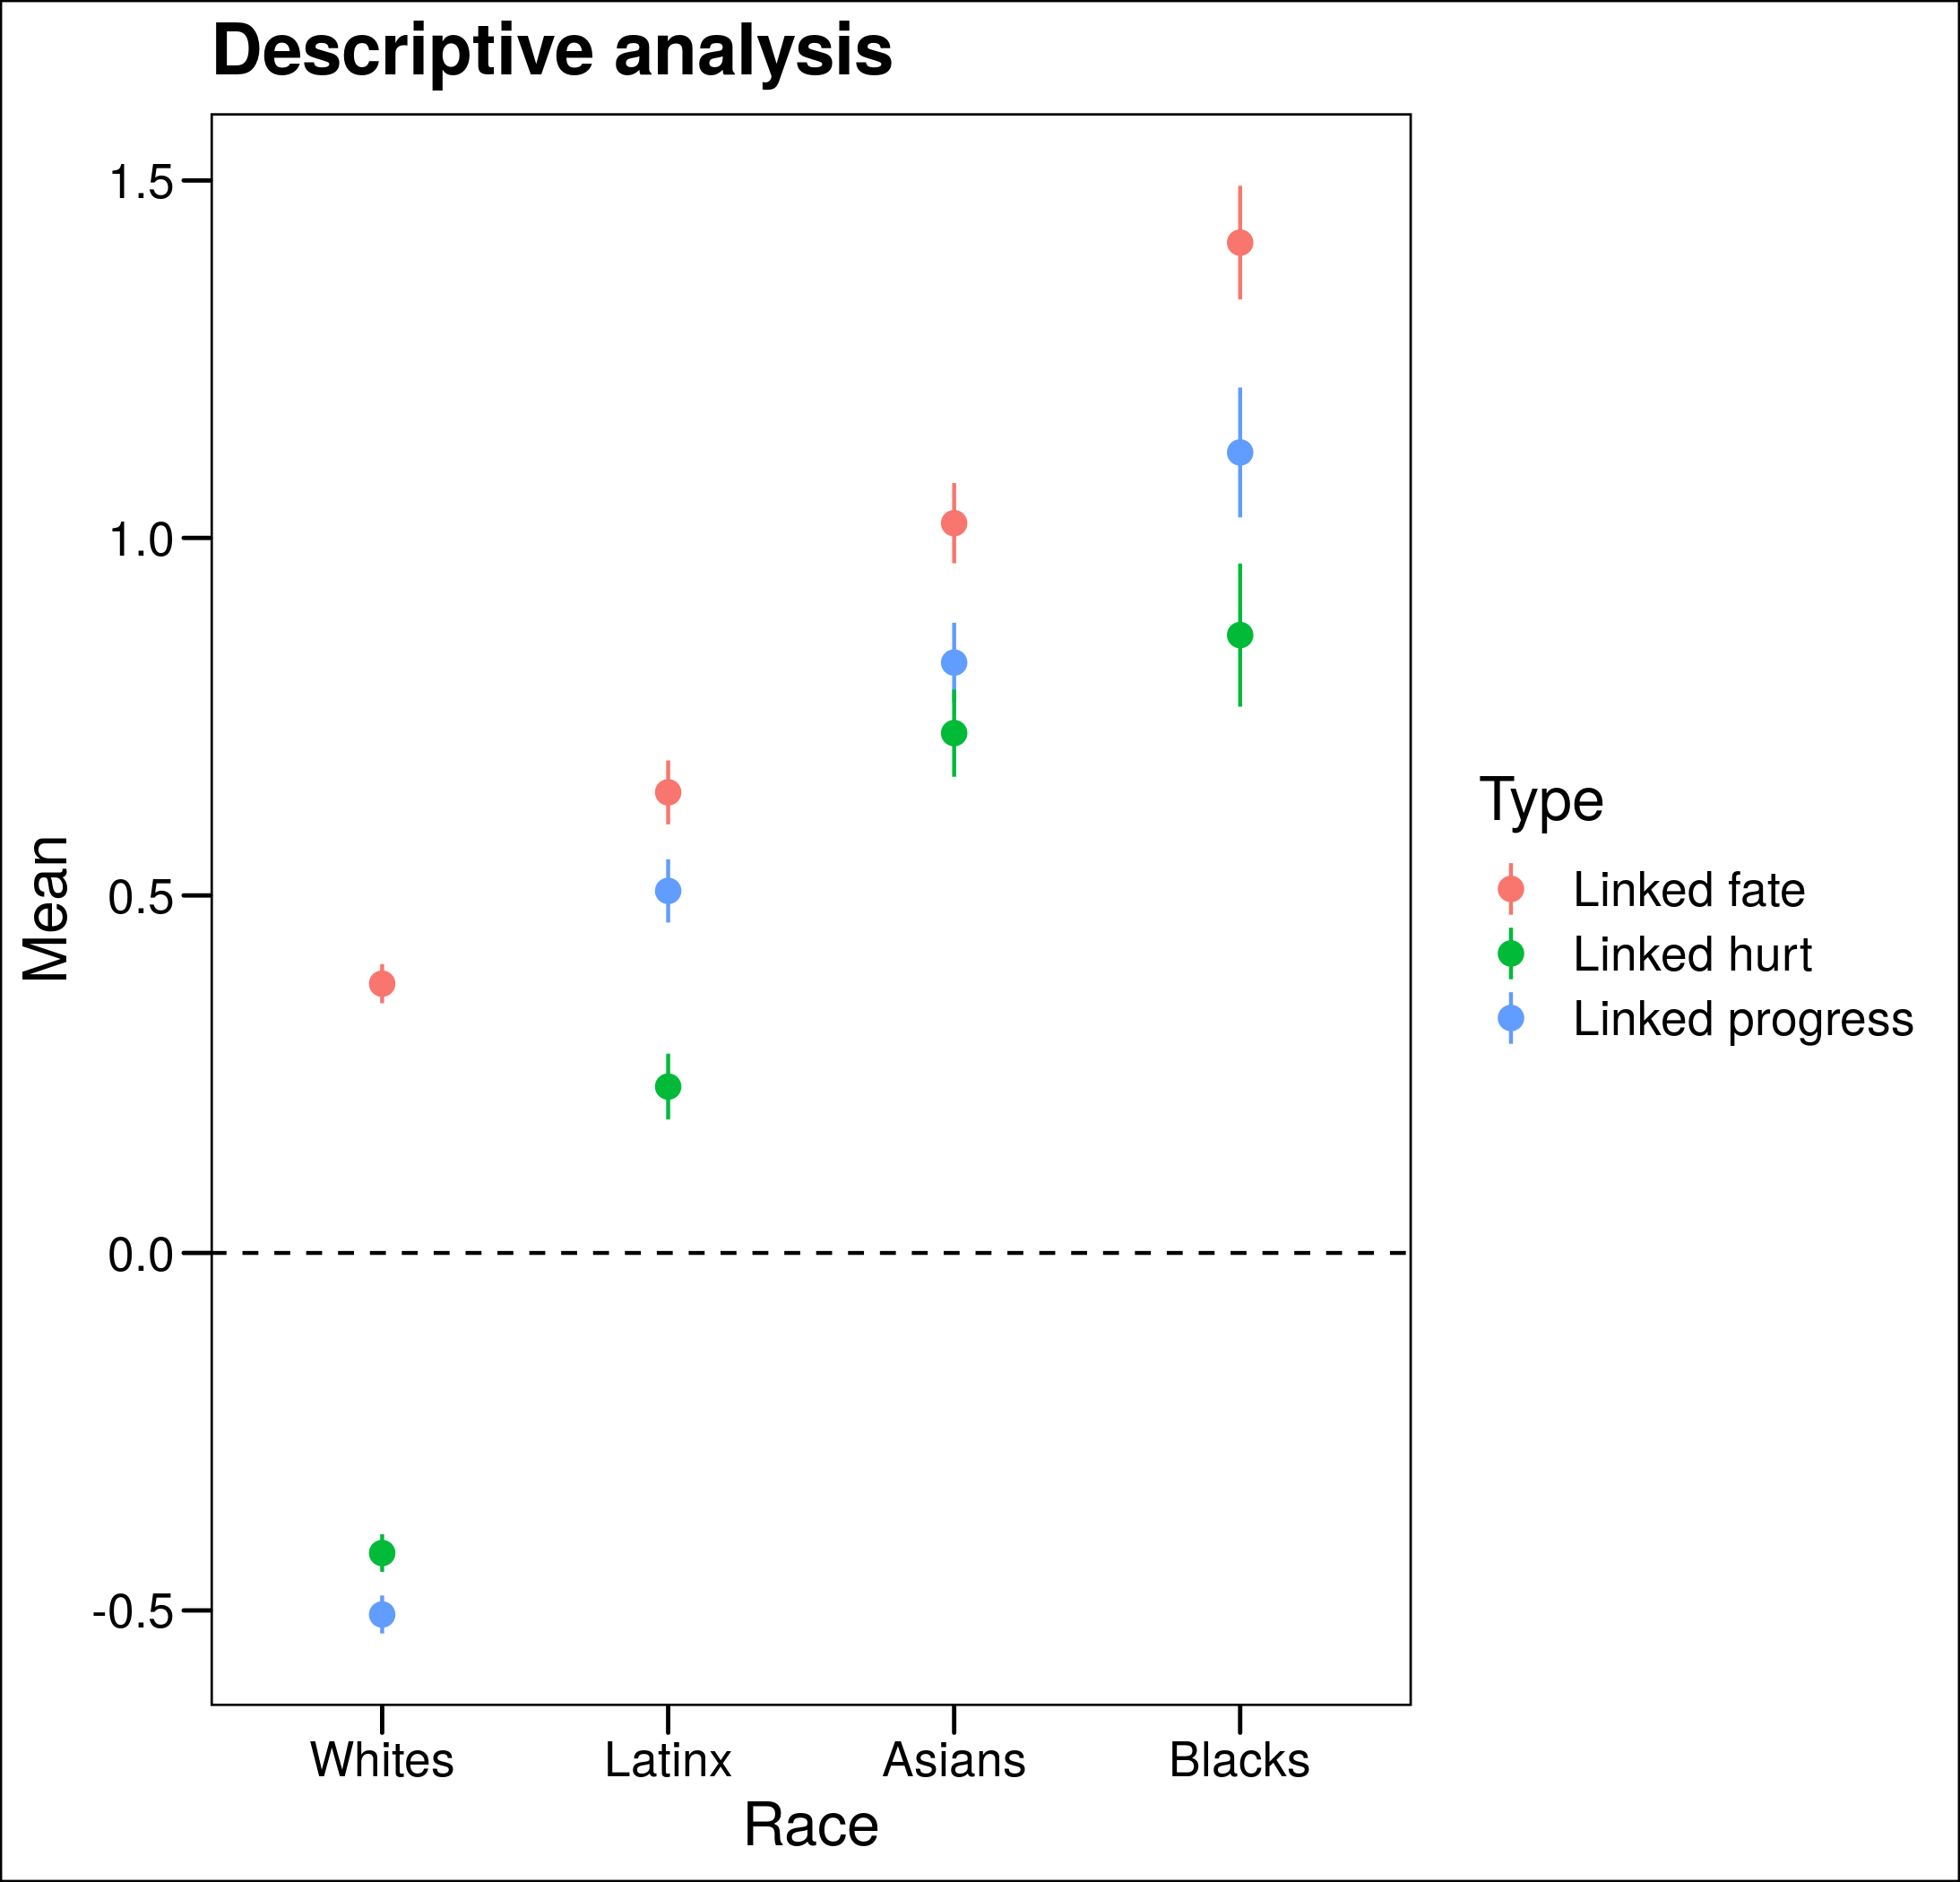 Descriptive analysis
1.5
1.0
0.5
0.0
-0.5
Mean
Whites
Latinx
Asians
Blacks
Race
Type
Linked fate
Linked hurt
Linked progress